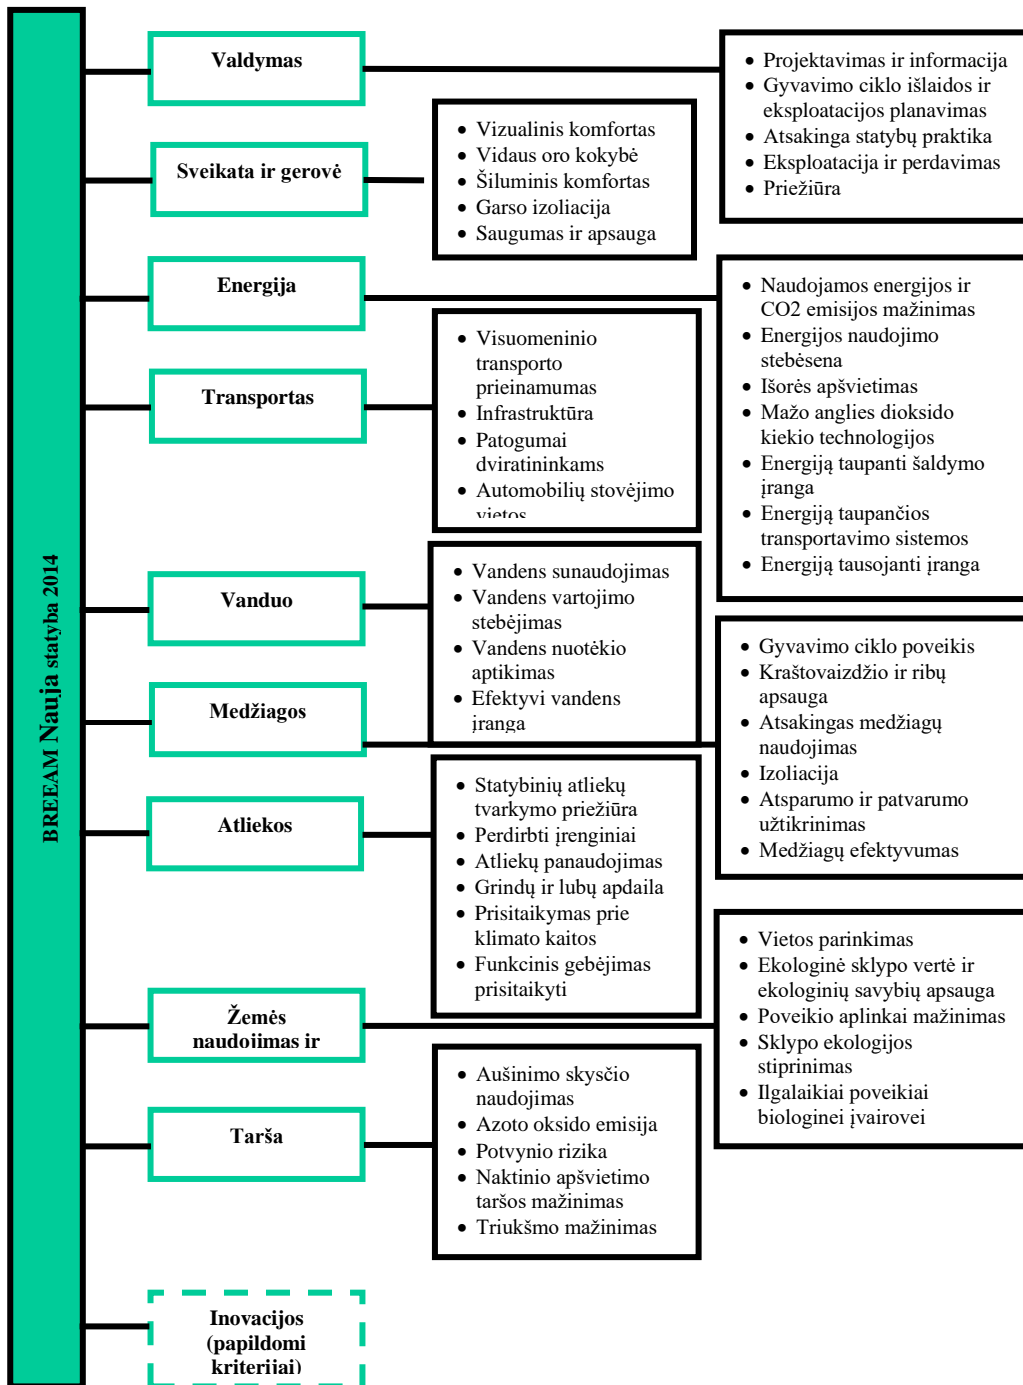 BREEAM Nauja statyba 2014
Valdymas
• Projektavimas ir informacija
• Gyvavimo ciklo išlaidos ir
eksploatacijos planavimas
• Atsakinga statybų praktika
• Eksploatacija ir perdavimas
• Priežiūra
Sveikata ir gerovė
• Vizualinis komfortas
• Vidaus oro kokybė
• Šiluminis komfortas
• Garso izoliacija
• Saugumas ir apsauga
Energija
• Naudojamos energijos ir
CO2 emisijos mažinimas
• Energijos naudojimo
stebėsena
• Išorės apšvietimas
• Mažo anglies dioksido
kiekio technologijos
• Energiją taupanti šaldymo
įranga
• Energiją taupančios
transportavimo sistemos
• Energiją tausojanti įranga
Transportas
• Visuomeninio
transporto
prieinamumas
• Infrastruktūra
• Patogumai
dviratininkams
• Automobilių stovėjimo
vietos
Vanduo
• Vandens sunaudojimas
• Vandens vartojimo
stebėjimas
• Vandens nuotėkio
aptikimas
• Efektyvi vandens
įranga
Medžiagos
• Gyvavimo ciklo poveikis
• Kraštovaizdžio ir ribų
apsauga
• Atsakingas medžiagų
naudojimas
• Izoliacija
• Atsparumo ir patvarumo
užtikrinimas
• Medžiagų efektyvumas
Atliekos
• Statybinių atliekų
tvarkymo priežiūra
• Perdirbti įrenginiai
• Atliekų panaudojimas
• Grindų ir lubų apdaila
• Prisitaikymas prie
klimato kaitos
• Funkcinis gebėjimas
prisitaikyti
Žemės
naudojimas ir
• Vietos parinkimas
• Ekologinė sklypo vertė ir
ekologinių savybių apsauga
• Poveikio aplinkai mažinimas
• Sklypo ekologijos
stiprinimas
• Ilgalaikiai poveikiai
biologinei įvairovei
Tarša
• Aušinimo skysčio
naudojimas
• Azoto oksido emisija
• Potvynio rizika
• Naktinio apšvietimo
taršos mažinimas
• Triukšmo mažinimas
Inovacijos
(papildomi
kriterijai)